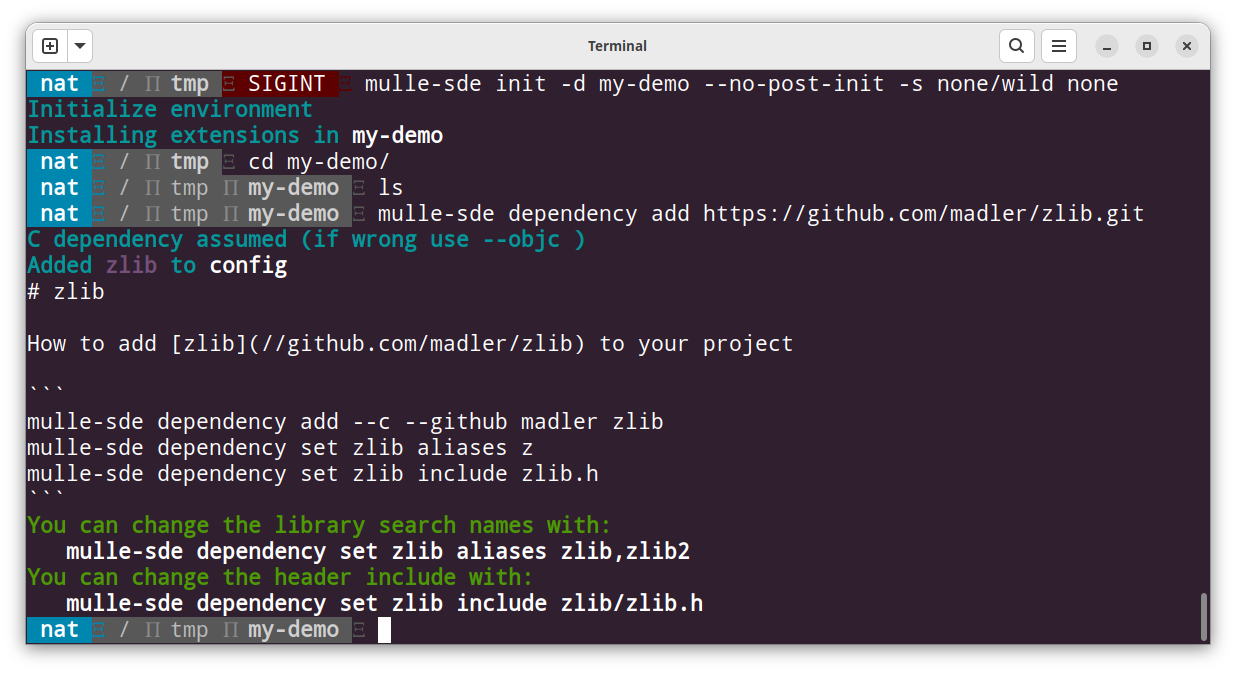 Terminal
nat Ξ / Π tmp Ξ SIGINT Ξ mulle-sde init -d my-demo --no-post-init -s none/wild none
Initialize environment
Installing extensions in my-demo
nat Ξ / Π tmp Ξ cd my-demo/
nat Ξ / Π tmp Π my-demo Ξ ls
nat Ξ / Π tmp Π my-demo Ξ mulle-sde dependency add https://github.com/madler/zlib.git
C dependency assumed (if wrong use --objc )
Added zlib to config
# zlib
How to add [zlib](//github.com/madler/zlib) to your project
```
mulle-sde dependency add --c --github madler zlib
mulle-sde dependency set zlib aliases z
mulle-sde dependency set zlib include zlib.h
```
You can change the library search names with:
mulle-sde dependency set zlib aliases zlib,zlib2
You can change the header include with:
mulle-sde dependency set zlib include zlib/zlib.h
nat Ξ / Π tmp Π my-demo Ξ